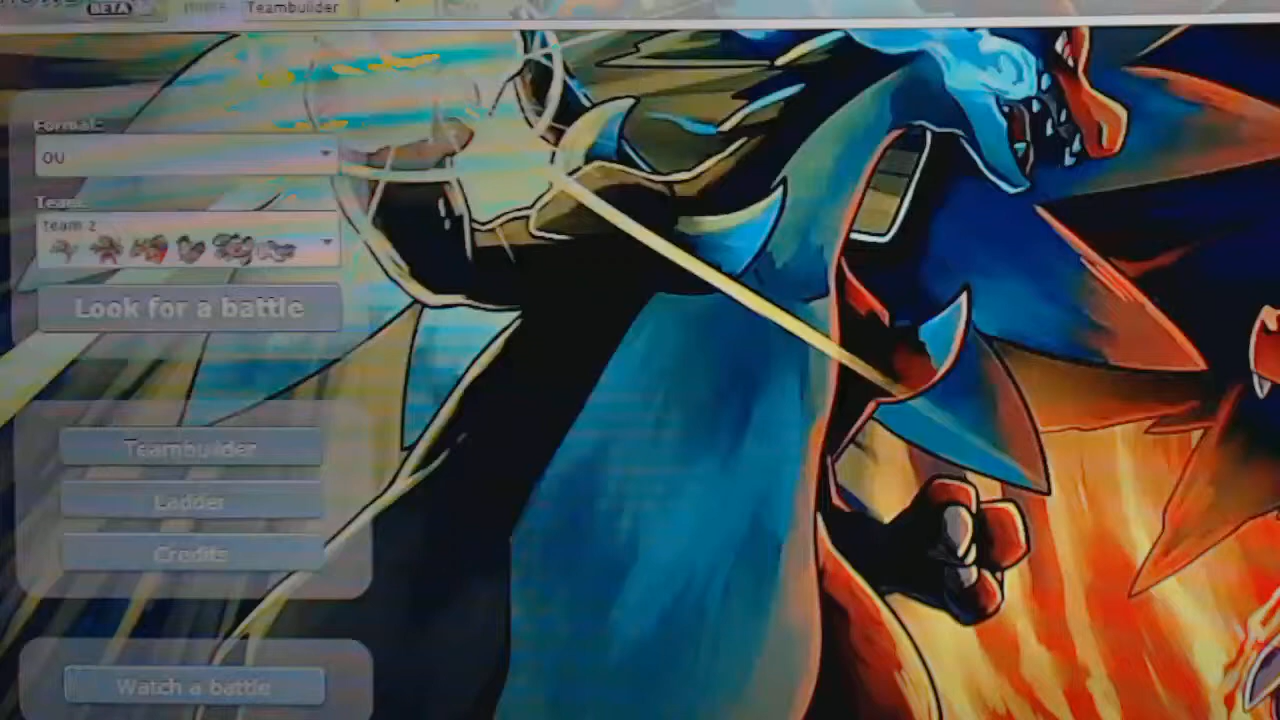 BETA
Teambuilder
Format:
OU
Team:
team 2
Look for a battle
Teambuilder
Ladder
Credits
Watch a battle